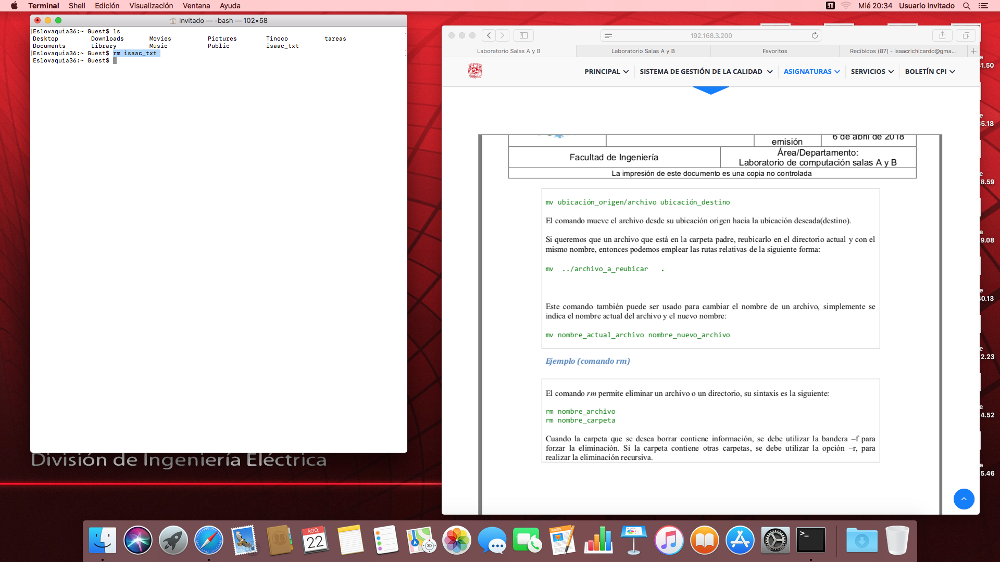 Terminal Shell Edición Visualización Ventana Ayuda
Mié 20:34 Usuario invitado
Invitado — -bash — 102×58
[Eslovaquia36:~ Guest$ ls ]
Desktop Downloads Movies Pictures Tinoco tareas
Documents Library Music Public isaac_txt
[Eslovaquia36:~ Guest$ rm isaac_txt ]
Eslovaquia36:~ Guest$
División de Ingeniería Eléctrica
192.168.3.200
Laboratorio Salas A y B
Laboratorio Salas A y B
Favoritos
Recibidos (87) - isaacrichicardo@gma...
PRINCIPAL SISTEMA DE GESTIÓN DE LA CALIDAD ASIGNATURAS SERVICIOS BOLETÍN CPI
emisión
6 de abril de 2018
Facultad de Ingeniería
Área/Departamento:
Laboratorio de computación salas A y B
La impresión de este documento es una copia no controlada
mv ubicación_origen/archivo ubicación_destino
El comando mueve el archivo desde su ubicación origen hacia la ubicación deseada(destino).
Si queremos que un archivo que está en la carpeta padre, reubicarlo en el directorio actual y con el
mismo nombre, entonces podemos emplear las rutas relativas de la siguiente forma:
mv ../archivo_a_reubicar .
Este comando también puede ser usado para cambiar el nombre de un archivo, simplemente se
indica el nombre actual del archivo y el nuevo nombre:
mv nombre_actual_archivo nombre_nuevo_archivo
Ejemplo (comando rm)
El comando rm permite eliminar un archivo o un directorio, su sintaxis es la siguiente:
rm nombre_archivo
rm nombre_carpeta
Cuando la carpeta que se desea borrar contiene información, se debe utilizar la bandera –f para
forzar la eliminación. Si la carpeta contiene otras carpetas, se debe utilizar la opción –r, para
realizar la eliminación recursiva.
e
1.50
e
5.18
e
8.59
e
9.08
e
0.13
e
2.23
e
4.52
e
5.46
AGO.
22
PAGES
>_